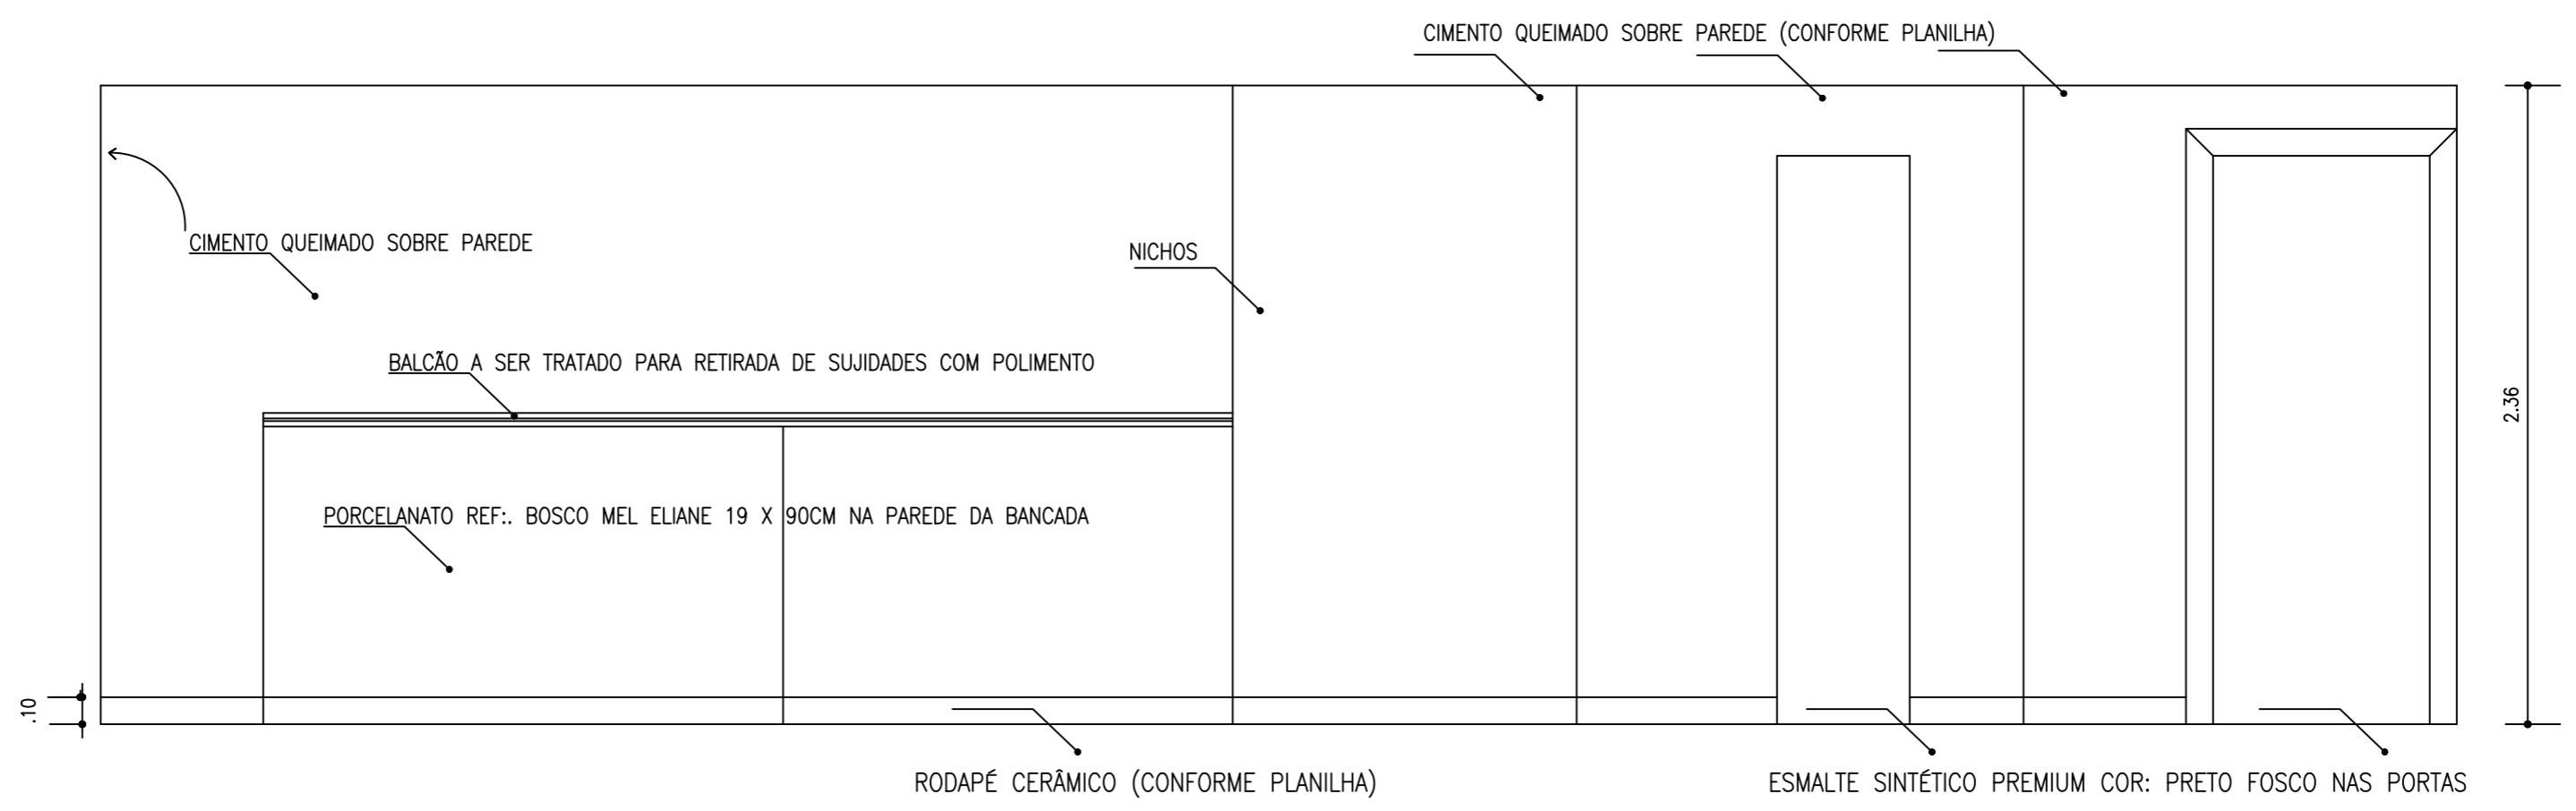 CIMENTO QUEIMADO SOBRE PAREDE (CONFORME PLANILHA)
CIMENTO QUEIMADO SOBRE PAREDE
NICHOS
BALCÃO A SER TRATADO PARA RETIRADA DE SUJIDADES COM POLIMENTO
2.36
PORCELANATO REF:. BOSCO MEL ELIANE 19 X 90CM NA PAREDE DA BANCADA
.10
RODAPÉ CERÂMICO (CONFORME PLANILHA)
ESMALTE SINTÉTICO PREMIUM COR: PRETO FOSCO NAS PORTAS